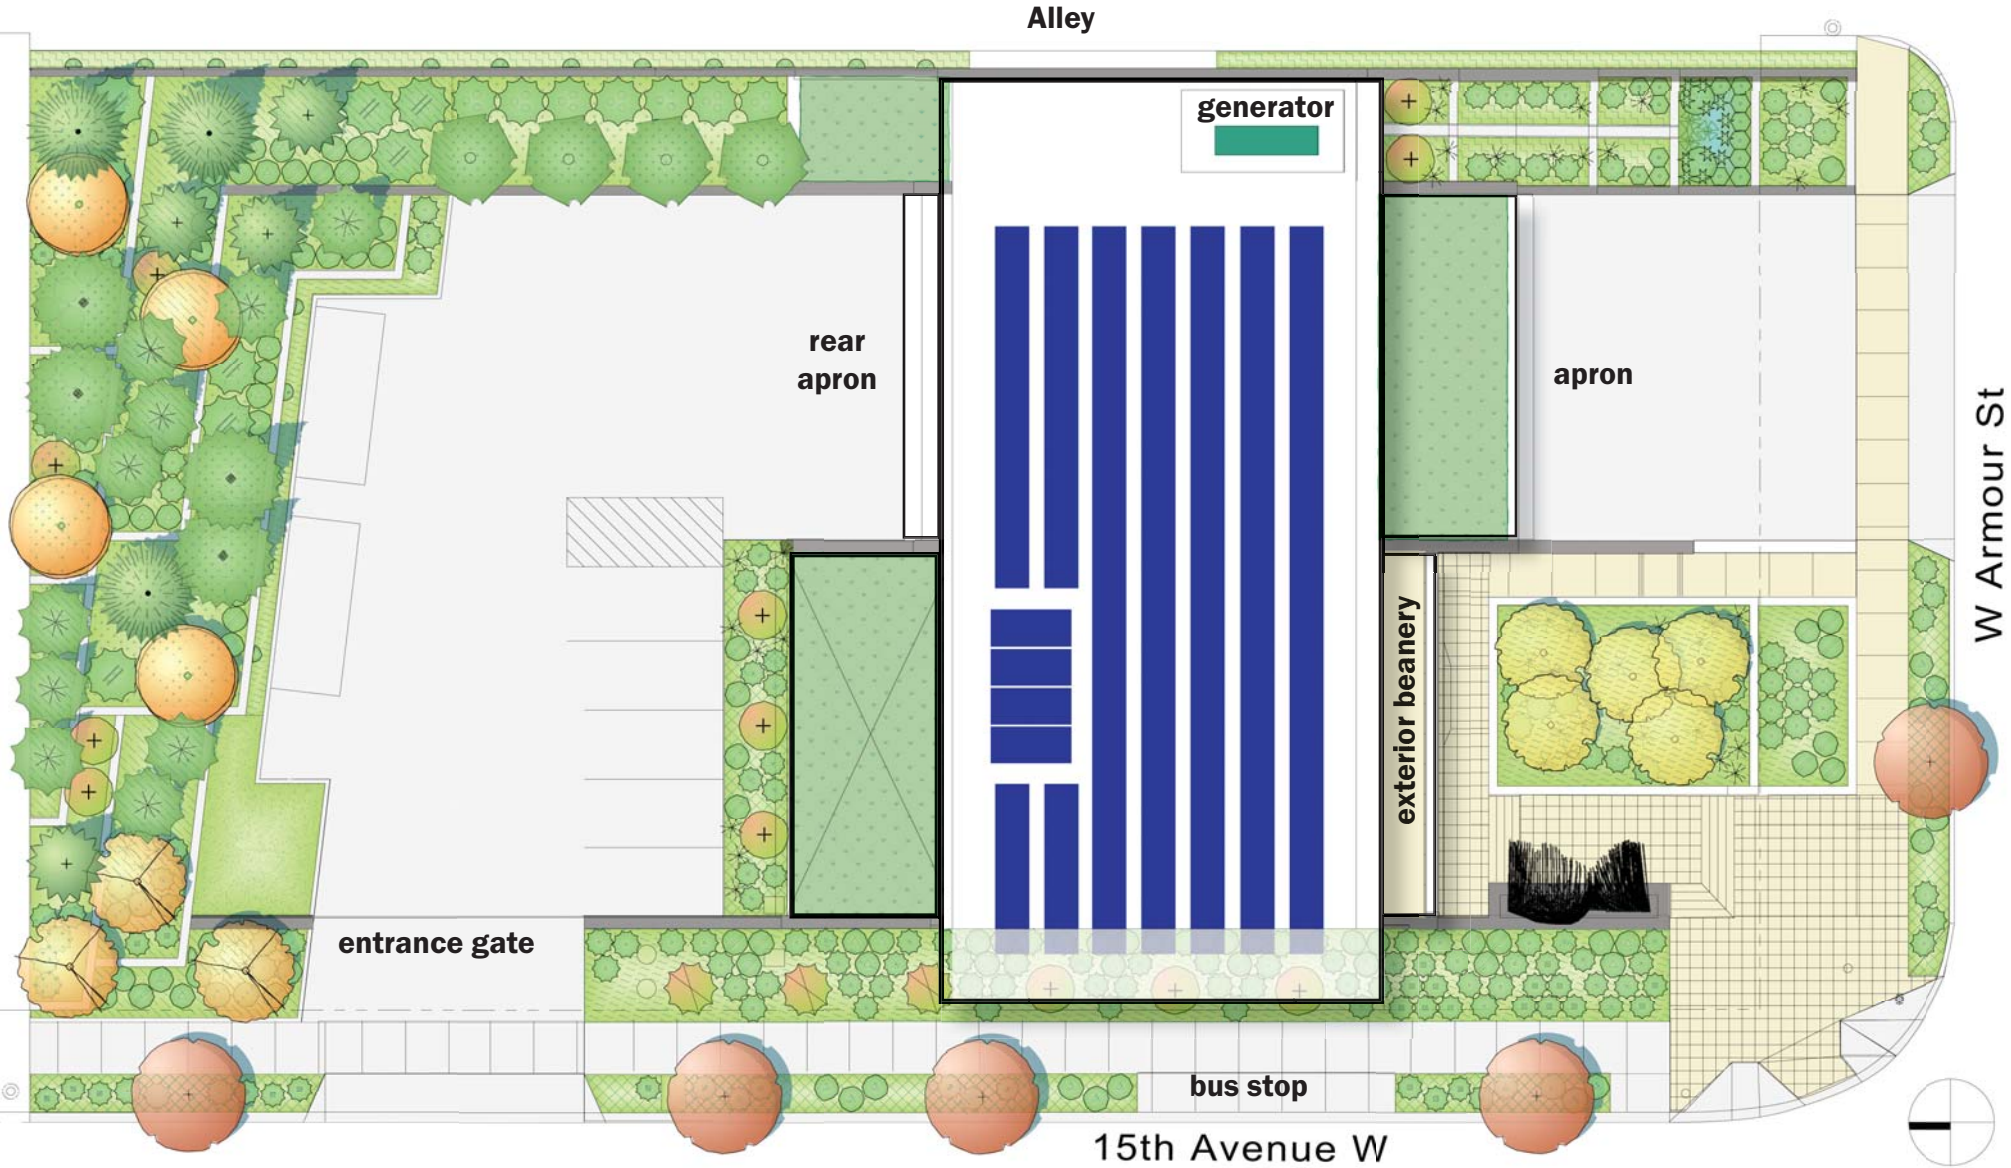 Alley
generator
rear
apron
apron
W Armour St
exterior beanery
entrance gate
bus stop
15th Avenue W